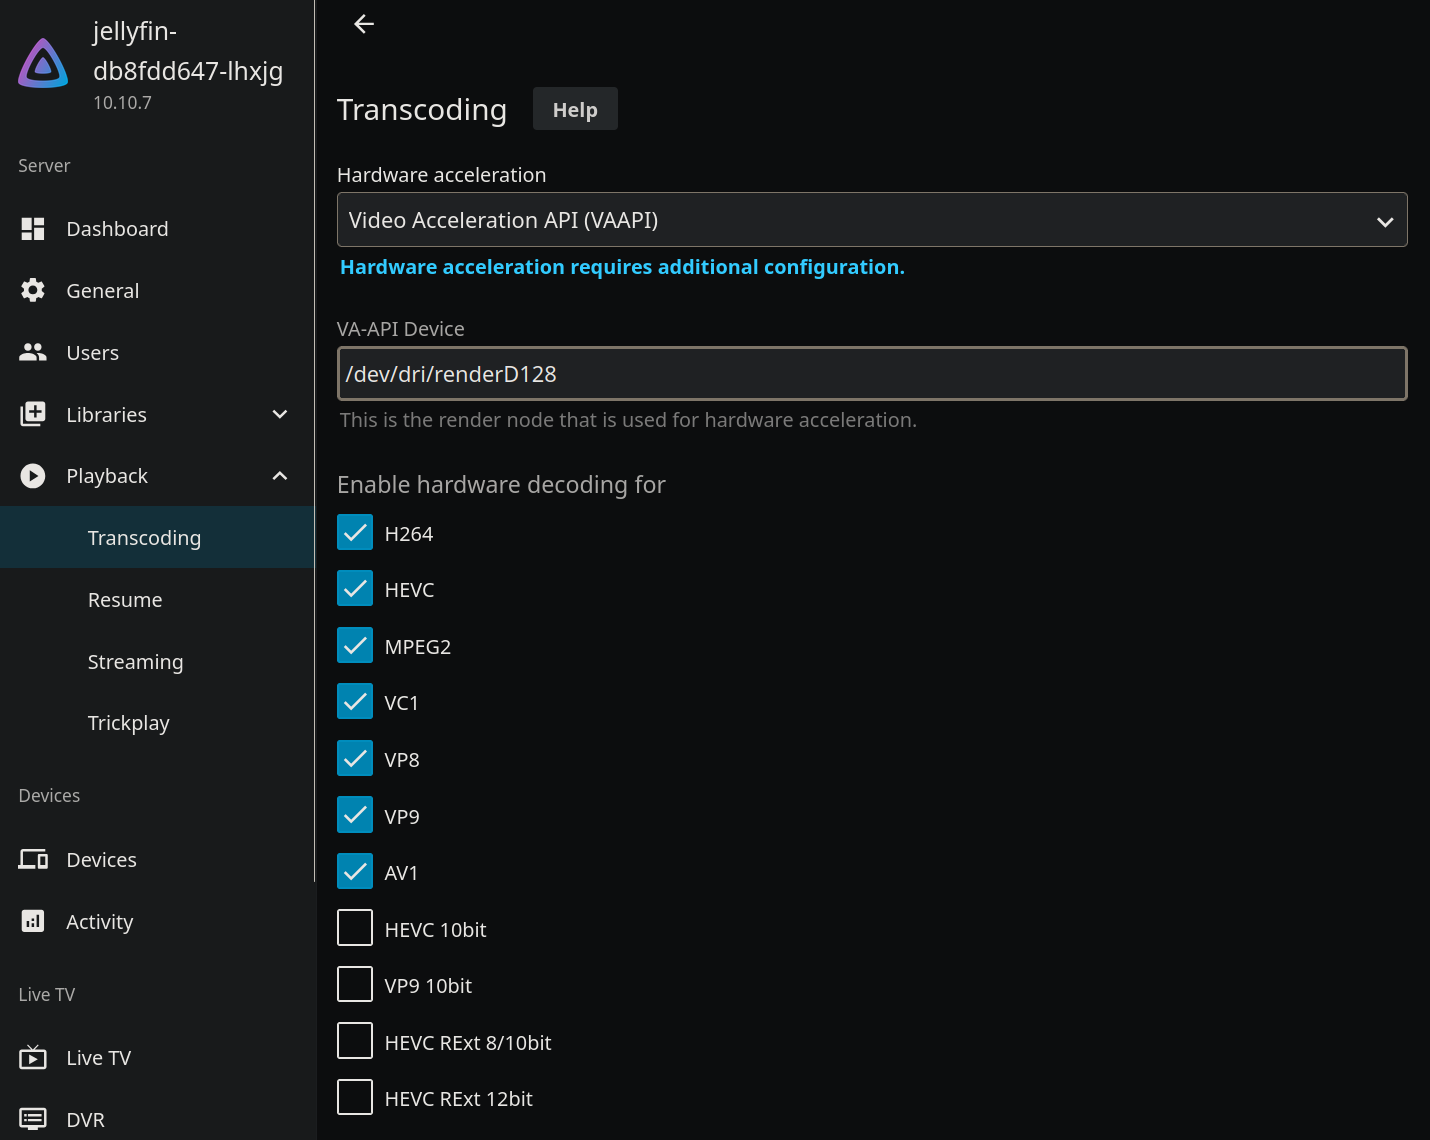 jellyfin-
db8fdd647-lhxjg
10.10.7
Server
Dashboard
General
Users
Libraries
Playback
Transcoding
Resume
Streaming
Trickplay
Devices
Devices
Activity
Live TV
Live TV
DVR
Transcoding
Help
Hardware acceleration
Video Acceleration API (VAAPI)
Hardware acceleration requires additional configuration.
VA-API Device
/dev/dri/renderD128
This is the render node that is used for hardware acceleration.
Enable hardware decoding for
H264
HEVC
MPEG2
VC1
VP8
VP9
AV1
HEVC 10bit
VP9 10bit
HEVC RExt 8/10bit
HEVC RExt 12bit